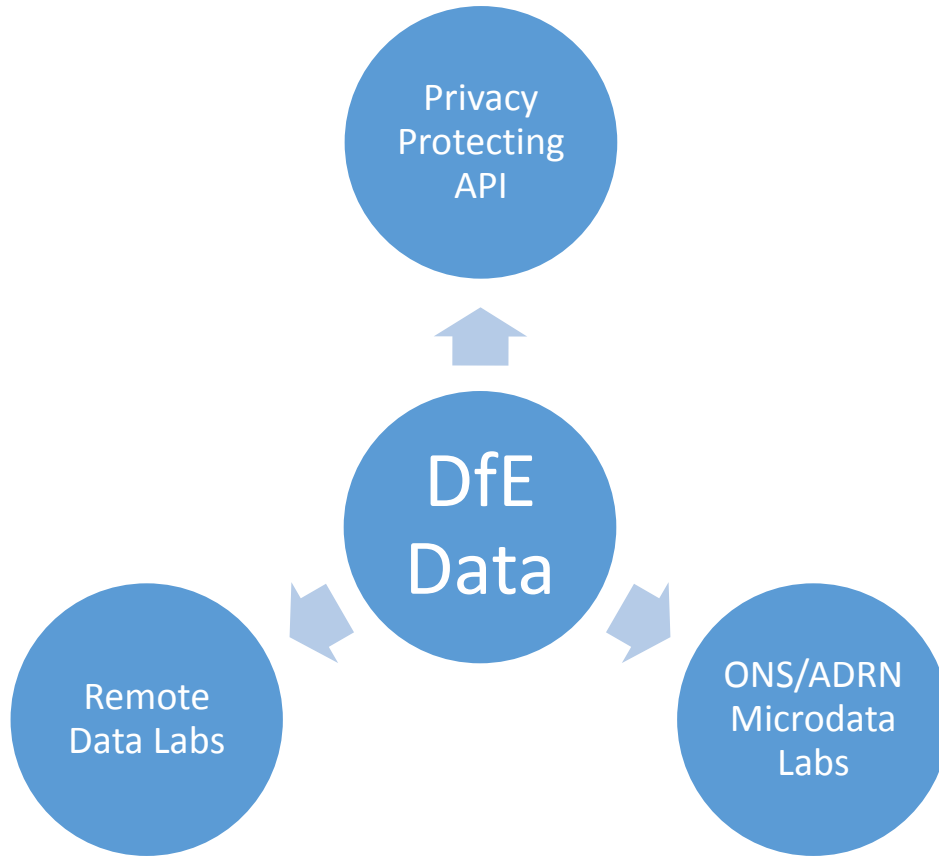 Privacy
Protecting
API
DfE
Data
Remote
Data Labs
ONS/ADRN
Microdata
Labs